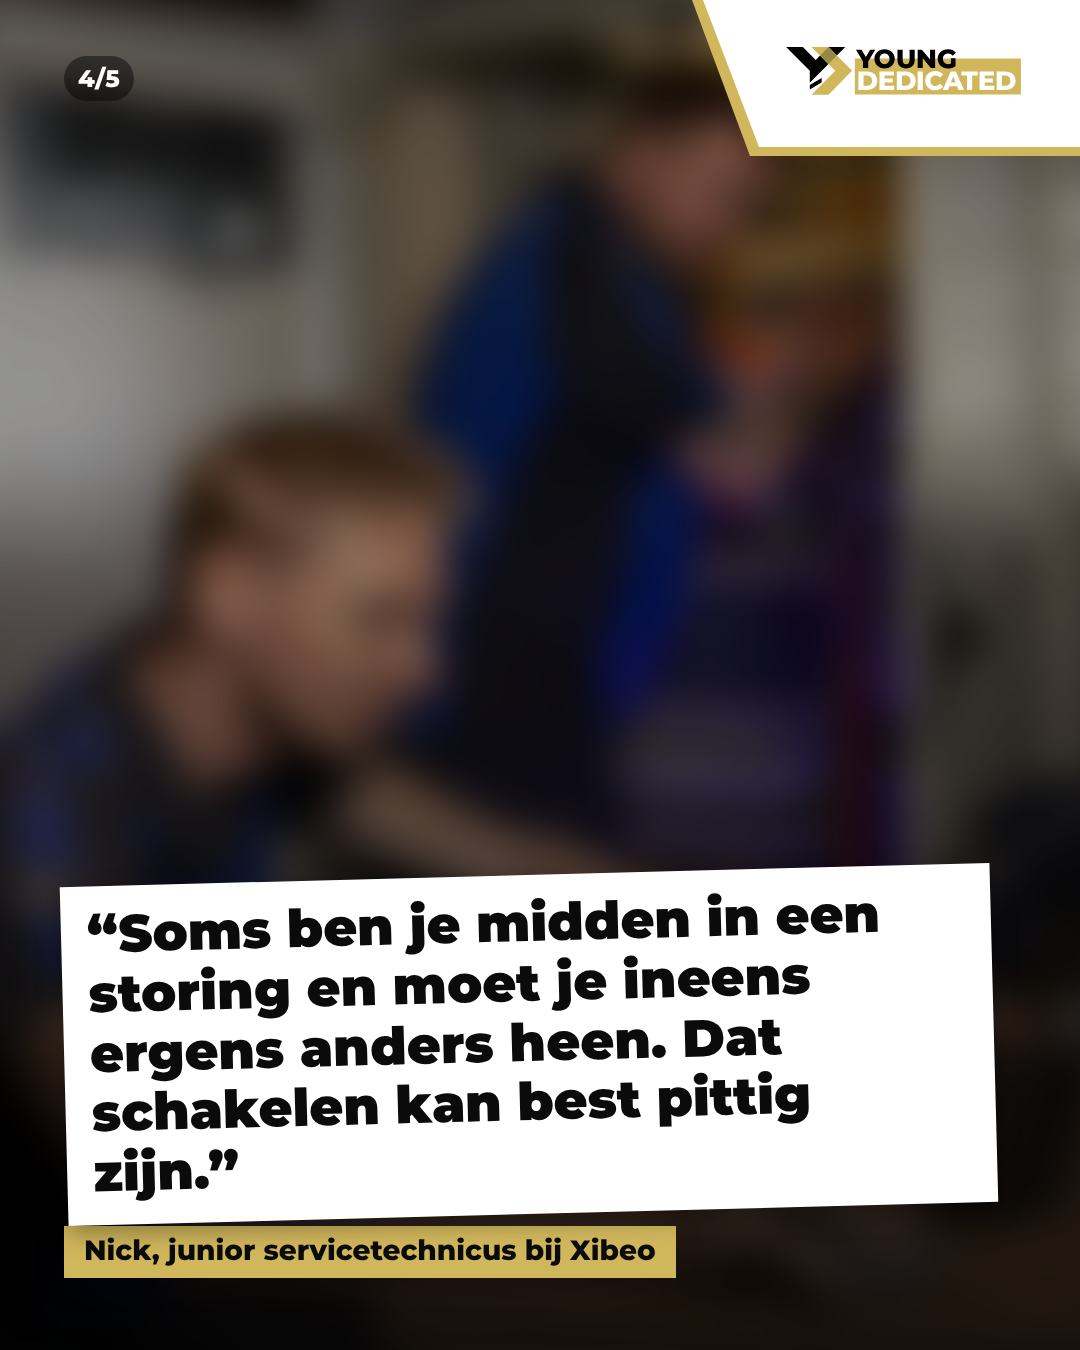 4/5
YOUNG
DEDICATED
“Soms ben je midden in een
storing en moet je ineens
ergens anders heen. Dat
schakelen kan best pittig
zijn.”
Nick, junior servicetechnicus bij Xibeo